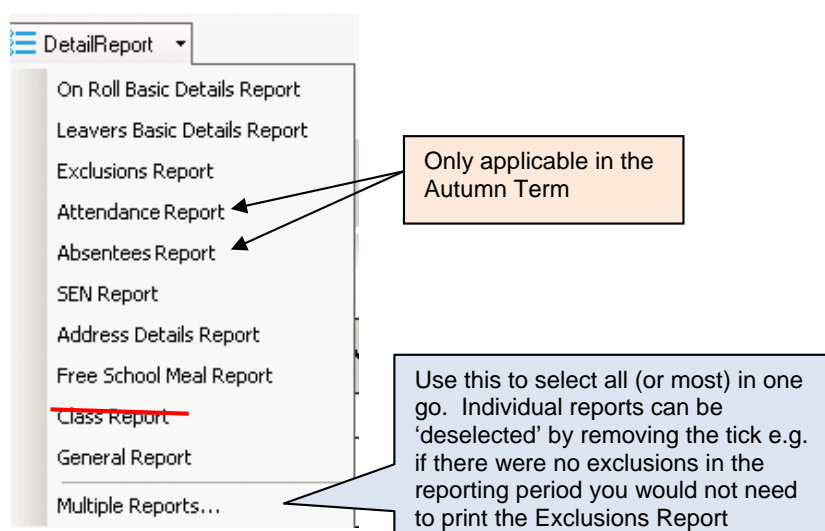 DetailReport
On Roll Basic Details Report
Leavers Basic Details Report
Exclusions Report
Attendance Report
Absentees Report
SEN Report
Address Details Report
Free School Meal Report
Class Report
General Report
Multiple Reports...
Only applicable in the
Autumn Term
Use this to select all (or most) in one
go.  Individual reports can be
‘deselected’ by removing the tick e.g.
if there were no exclusions in the
reporting period you would not need
to print the Exclusions Report